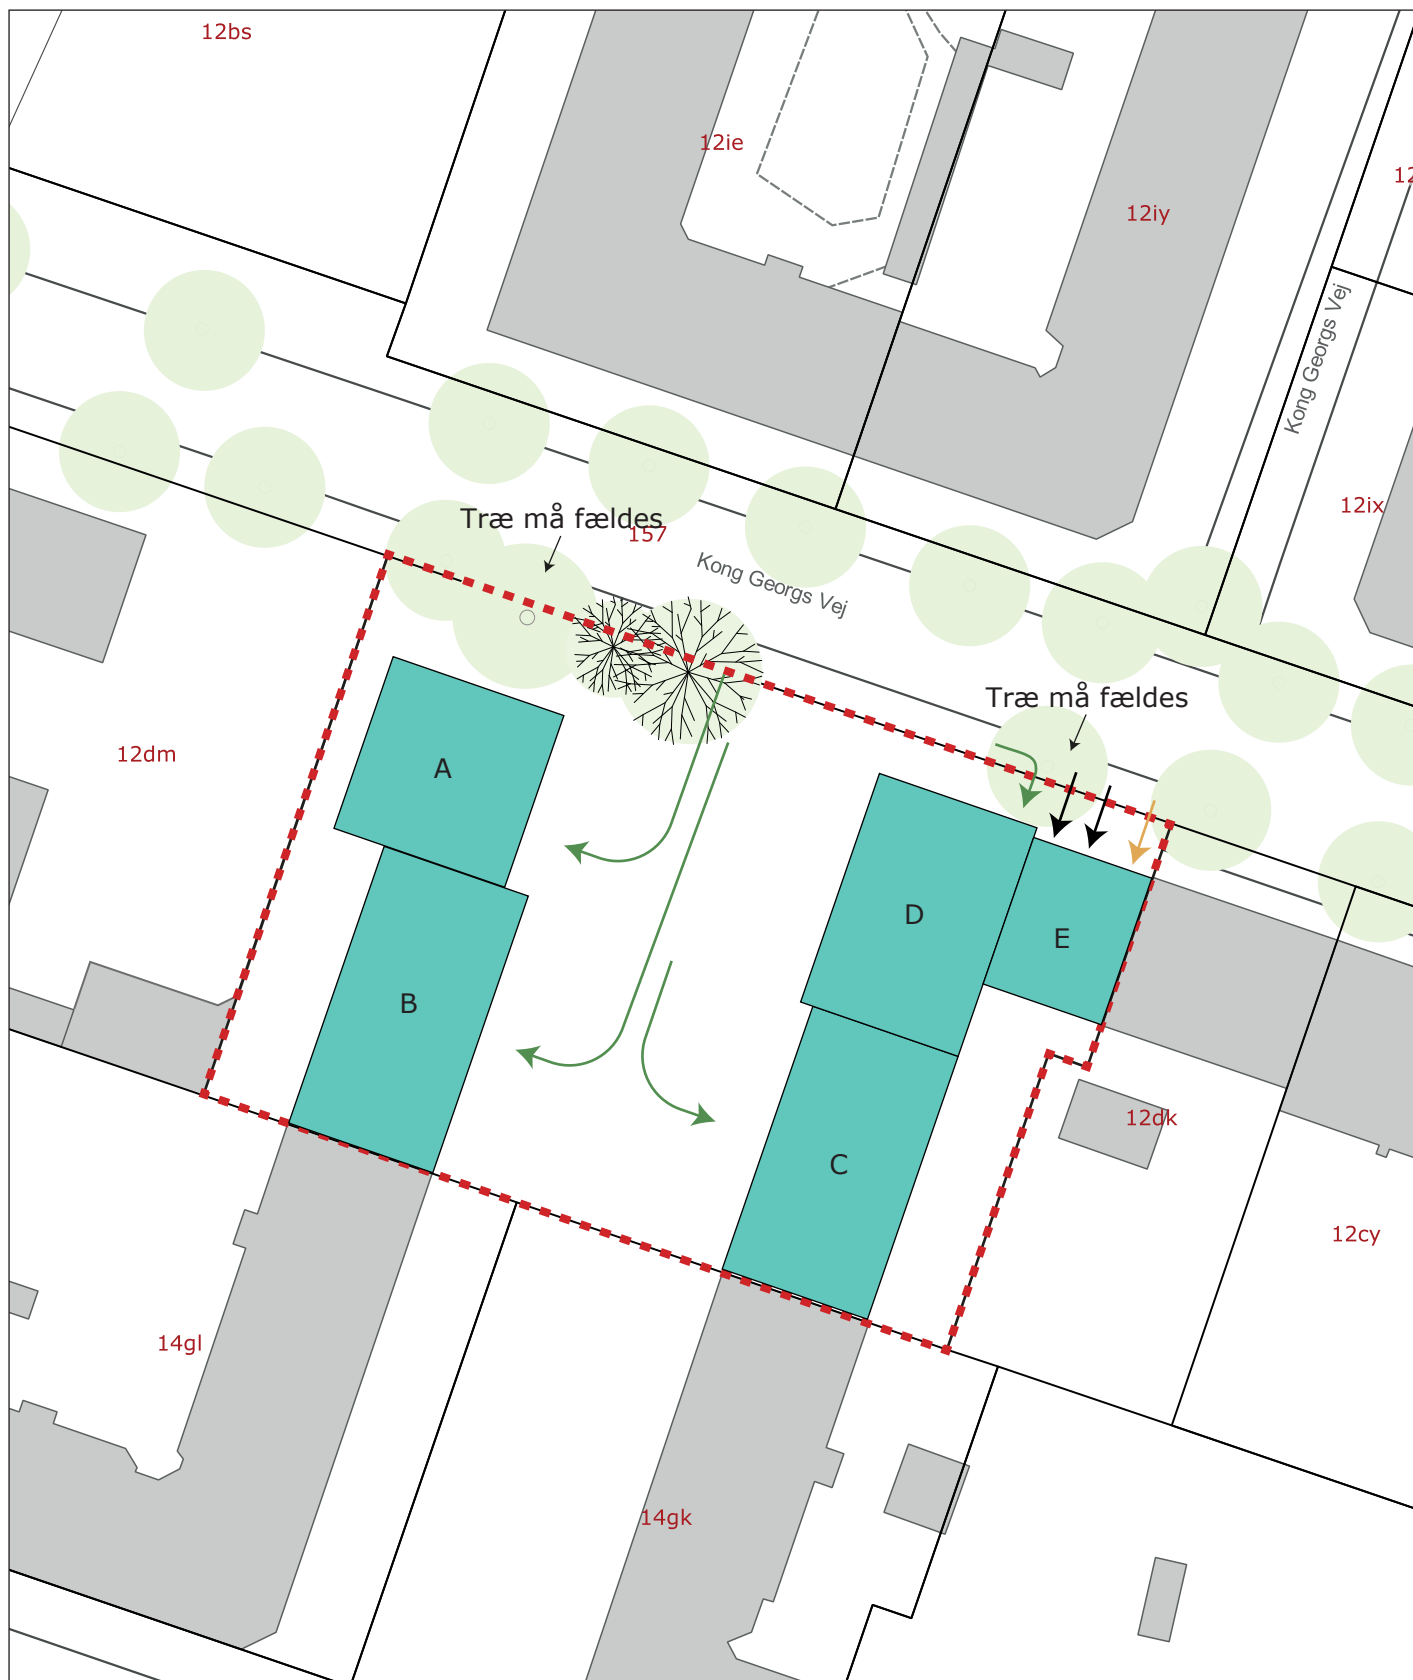 12bs
12ie
12
12iy
Kong Georgs Vej
12ix
Træ må fældes
157
Kong Georgs Vej
Træ må fældes
12dm
A
D
E
B
12dk
C
12cy
14gl
14gk